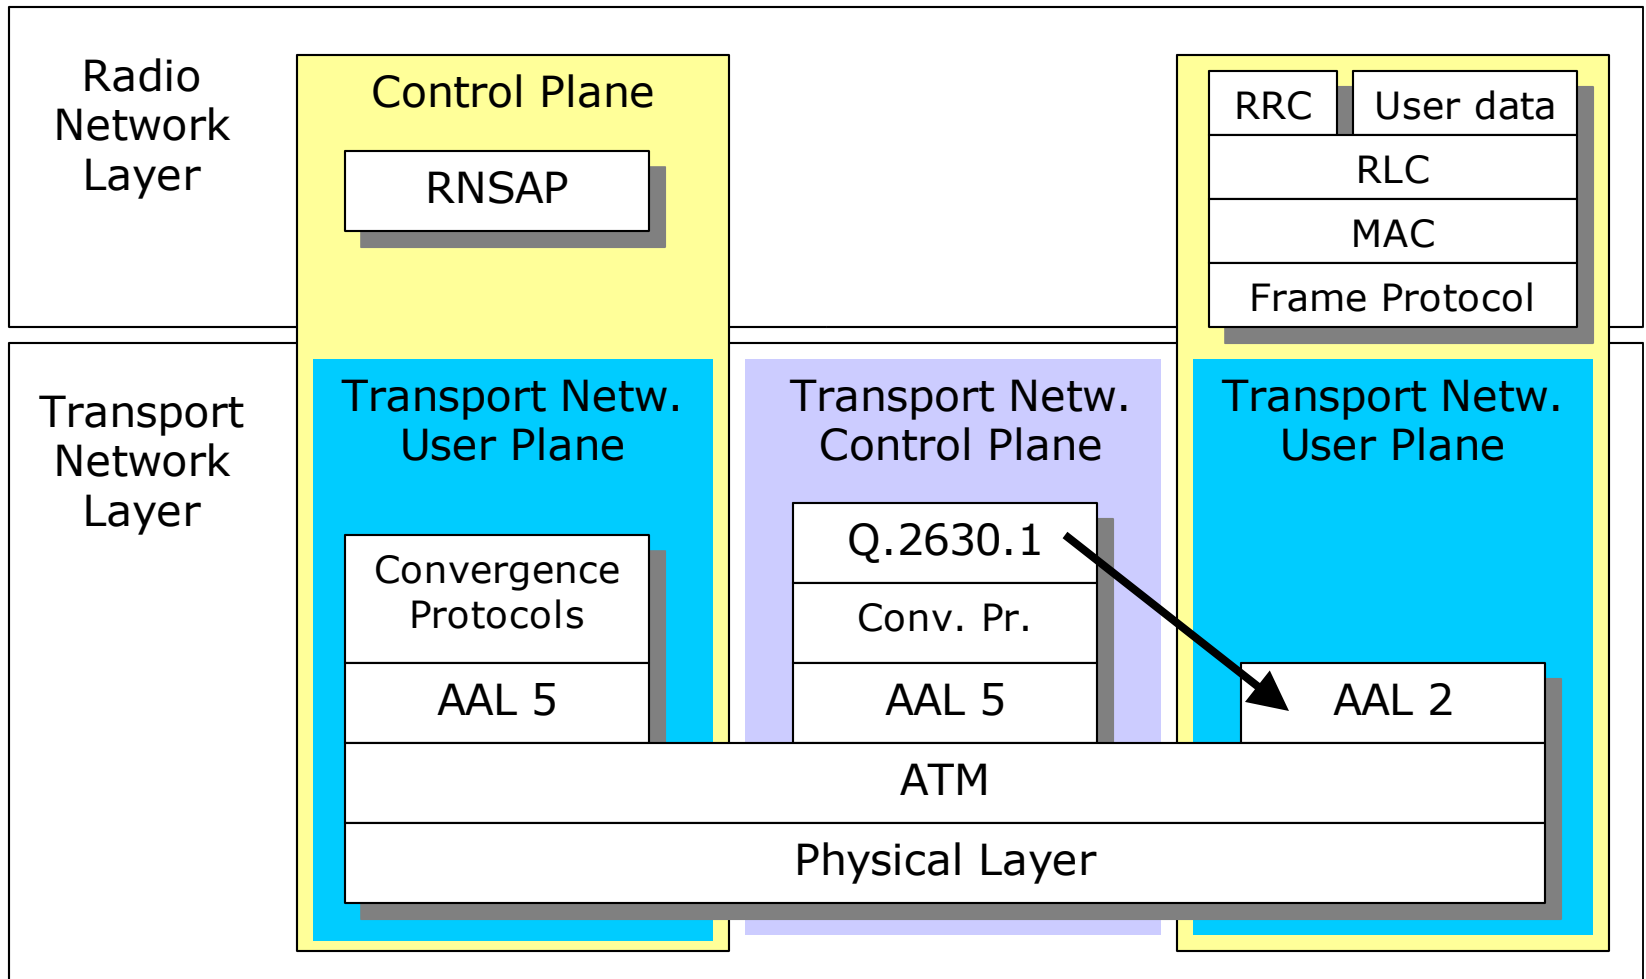 Radio
Network
Layer
Control Plane
RNSAP
RRC
User data
RLC
MAC
Frame Protocol
Transport
Network
Layer
Transport Netw.
User Plane
Convergence
Protocols
AAL 5
Transport Netw.
Control Plane
Q.2630.1
Conv. Pr.
AAL 5
Transport Netw.
User Plane
AAL 2
ATM
Physical Layer